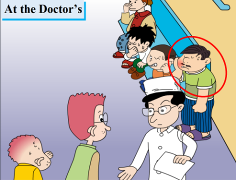 At the Doctor's